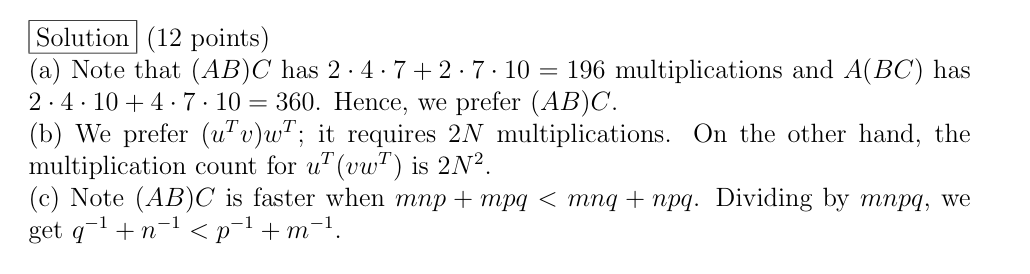 Solution (12 points)
(a) Note that (AB)C has 2 · 4 · 7 + 2 · 7 · 10 = 196 multiplications and A(BC) has
2 · 4 · 10 + 4 · 7 · 10 = 360. Hence, we prefer (AB)C.
(b) We prefer (u^T v)w^T; it requires 2N multiplications. On the other hand, the
multiplication count for u^T(vw^T) is 2N^2.
(c) Note (AB)C is faster when mnp + mpq < mnq + npq. Dividing by mnpq, we
get q^{-1} + n^{-1} < p^{-1} + m^{-1}.